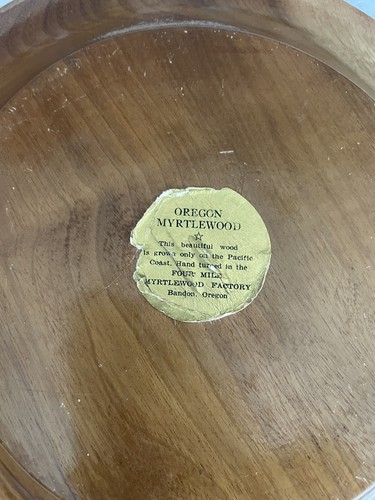 OREGON
MYRTLEWOOD
☆
This beautiful wood
is grown only on the Pacific
Coast. Hand turned in the
FOUR MILE
MYRTLEWOOD FACTORY
Bandon, Oregon